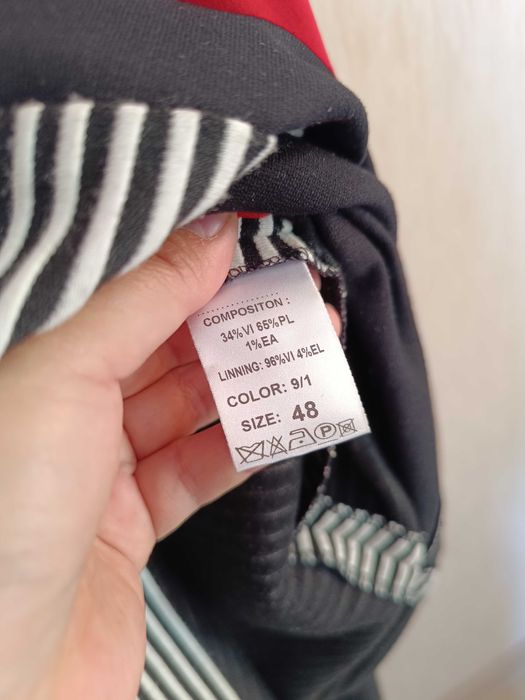 COMPOSITON :
34%VI 65%PL
1%EA
LINNING: 96%VI 4%EL
COLOR: 9/1
SIZE: 48
P